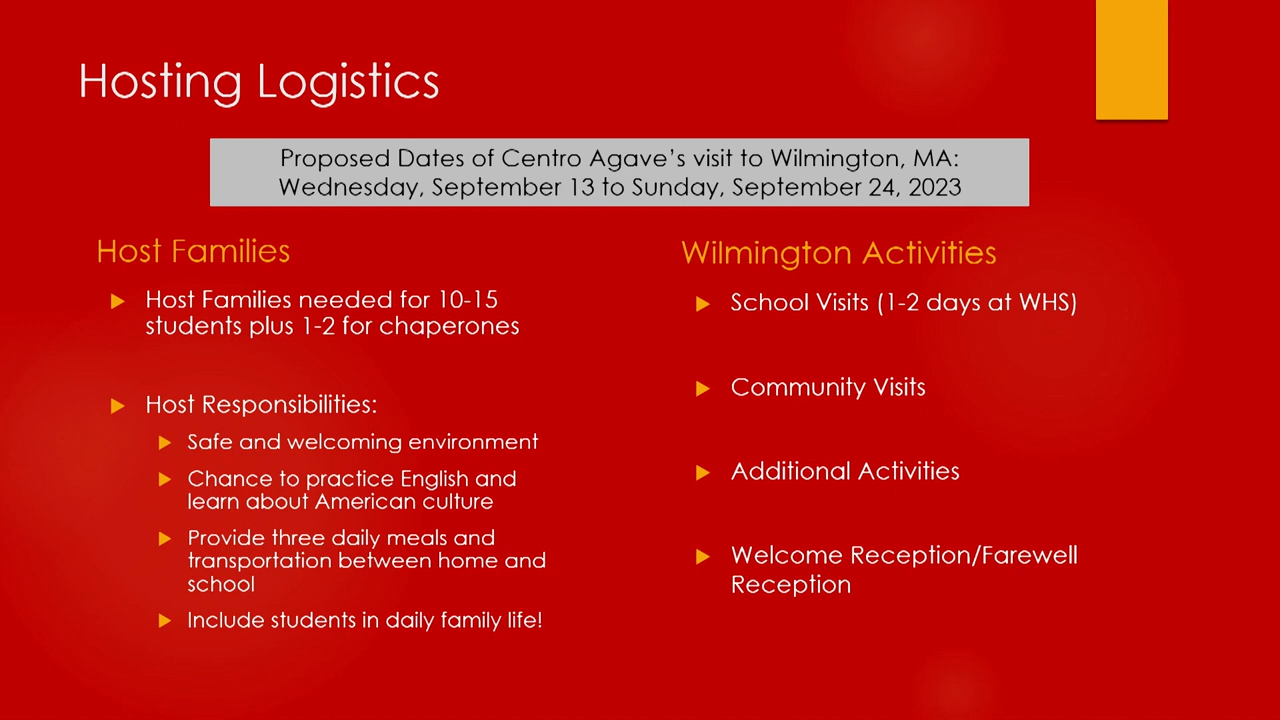 Hosting Logistics
Proposed Dates of Centro Agave's visit to Wilmington, MA:
Wednesday, September 13 to Sunday, September 24, 2023
Host Families
Host Families needed for 10-15
students plus 1-2 for chaperones
Host Responsibilities:
Safe and welcoming environment
Chance to practice English and
learn about American culture
Provide three daily meals and
transportation between home and
school
Include students in daily family life!
Wilmington Activities
School Visits (1-2 days at WHS)
Community Visits
Additional Activities
Welcome Reception/Farewell
Reception